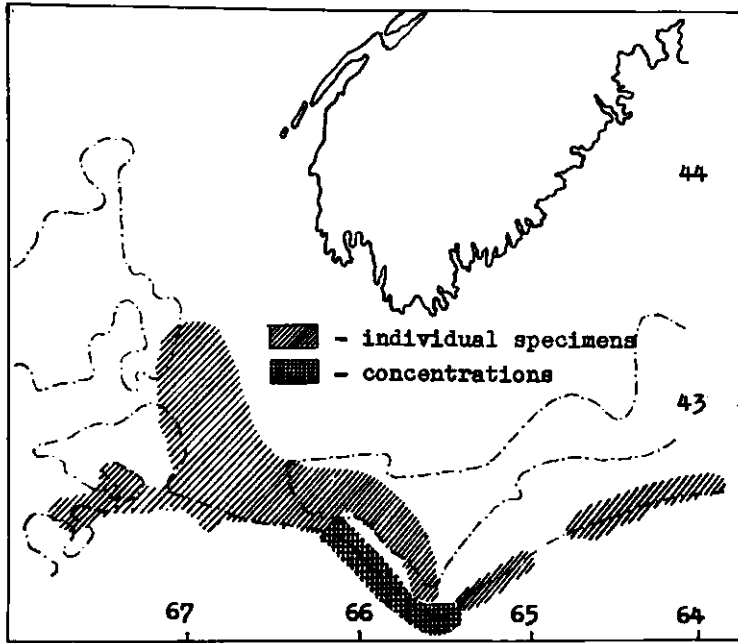 44
- individual specimens
- concentrations
43
67 66 65 64